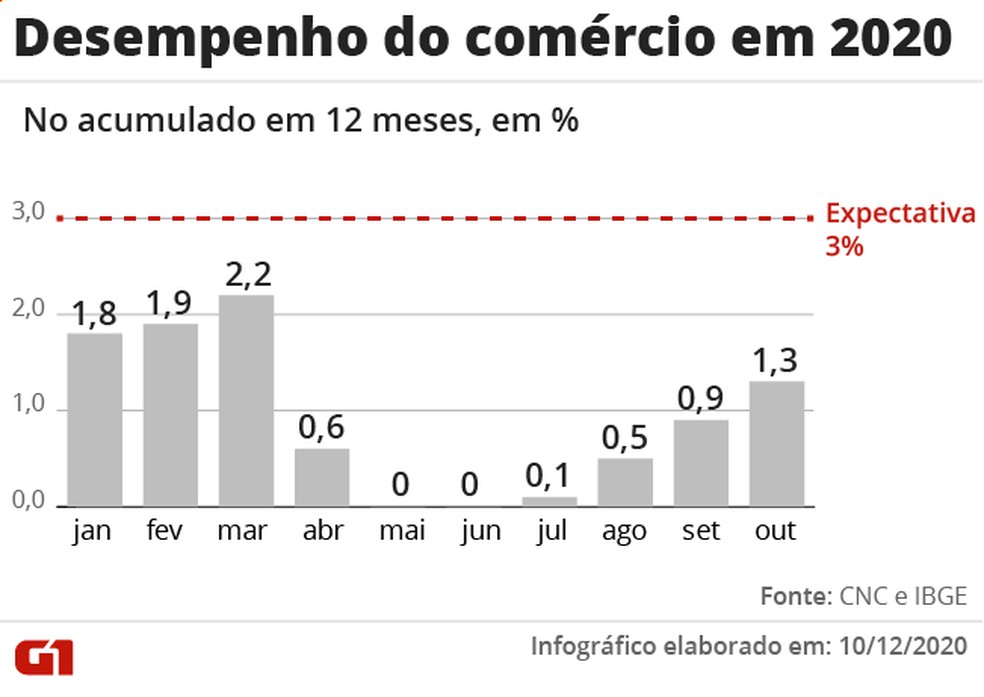 Desempenho do comércio em 2020
No acumulado em 12 meses, em %
3,0
Expectativa
3%
2,0
1,0
0,0
1,8
1,9
2,2
0,6
0
0
0,1
0,5
0,9
1,3
jan fev mar abr mai jun jul ago set out
Fonte: CNC e IBGE
G1
Infográfico elaborado em: 10/12/2020